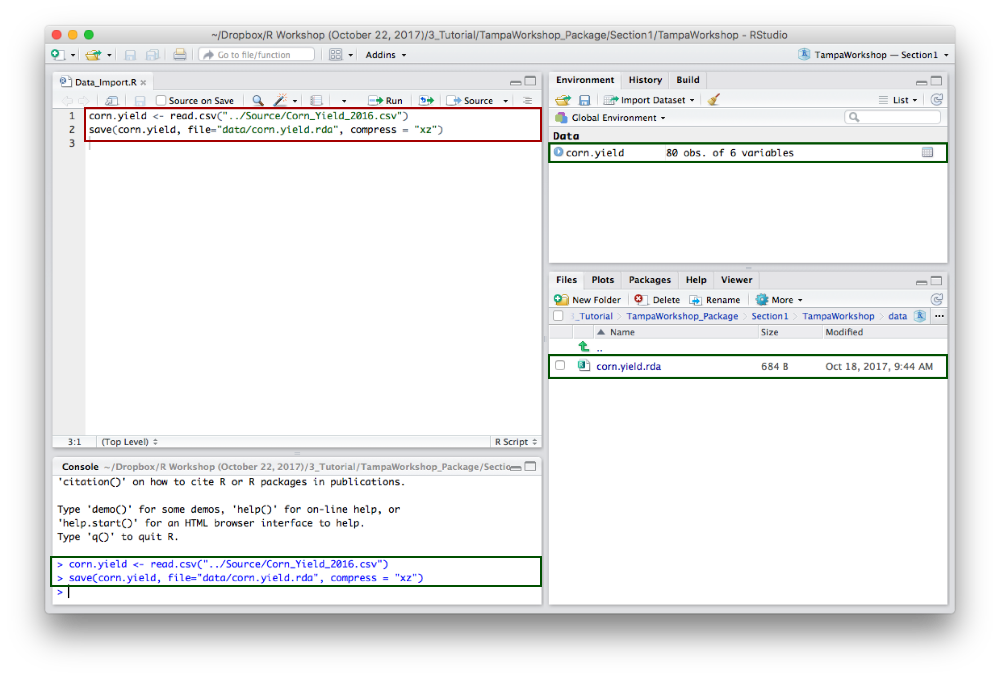 ~/Dropbox/R Workshop (October 22, 2017)/3_Tutorial/TampaWorkshop_Package/Section1/TampaWorkshop - RStudio
Go to file/function
Addins
TampaWorkshop — Section1
Data_Import.R
Source on Save
Run
Source
1 corn.yield <- read.csv("../Source/Corn_Yield_2016.csv")
2 save(corn.yield, file="data/corn.yield.rda", compress = "xz")
3
3:1
(Top Level)
R Script
Console ~/Dropbox/R Workshop (October 22, 2017)/3_Tutorial/TampaWorkshop_Package/Sectio
'citation()' on how to cite R or R packages in publications.
Type 'demo()' for some demos, 'help()' for on-line help, or
'help.start()' for an HTML browser interface to help.
Type 'q()' to quit R.
> corn.yield <- read.csv("../Source/Corn_Yield_2016.csv")
> save(corn.yield, file="data/corn.yield.rda", compress = "xz")
>
Environment History Build
Import Dataset
List
Global Environment
Data
corn.yield 80 obs. of 6 variables
Files Plots Packages Help Viewer
New Folder Delete Rename More
3_Tutorial > TampaWorkshop_Package > Section1 > TampaWorkshop > data ...
Name Size Modified
..
corn.yield.rda 684 B Oct 18, 2017, 9:44 AM